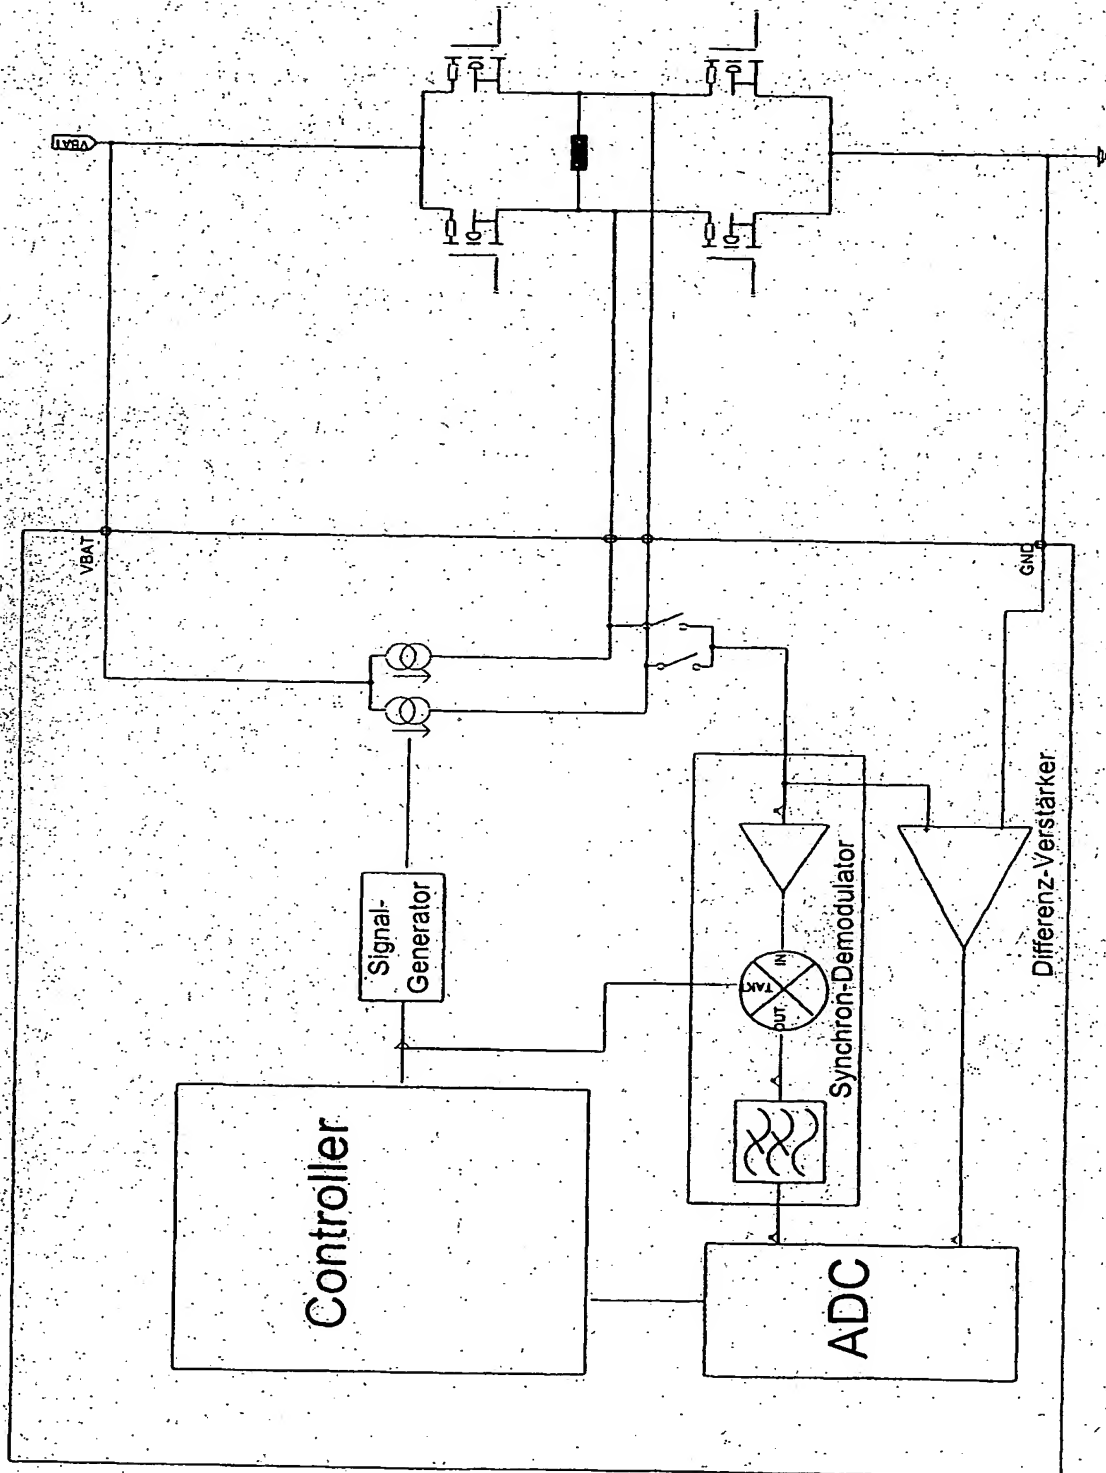 VBAT
VBAT
GND
Signal-
Generator
TAKT
IN
OUT
Synchron-Demodulator
Differenz-Verstärker
Controller
ADC